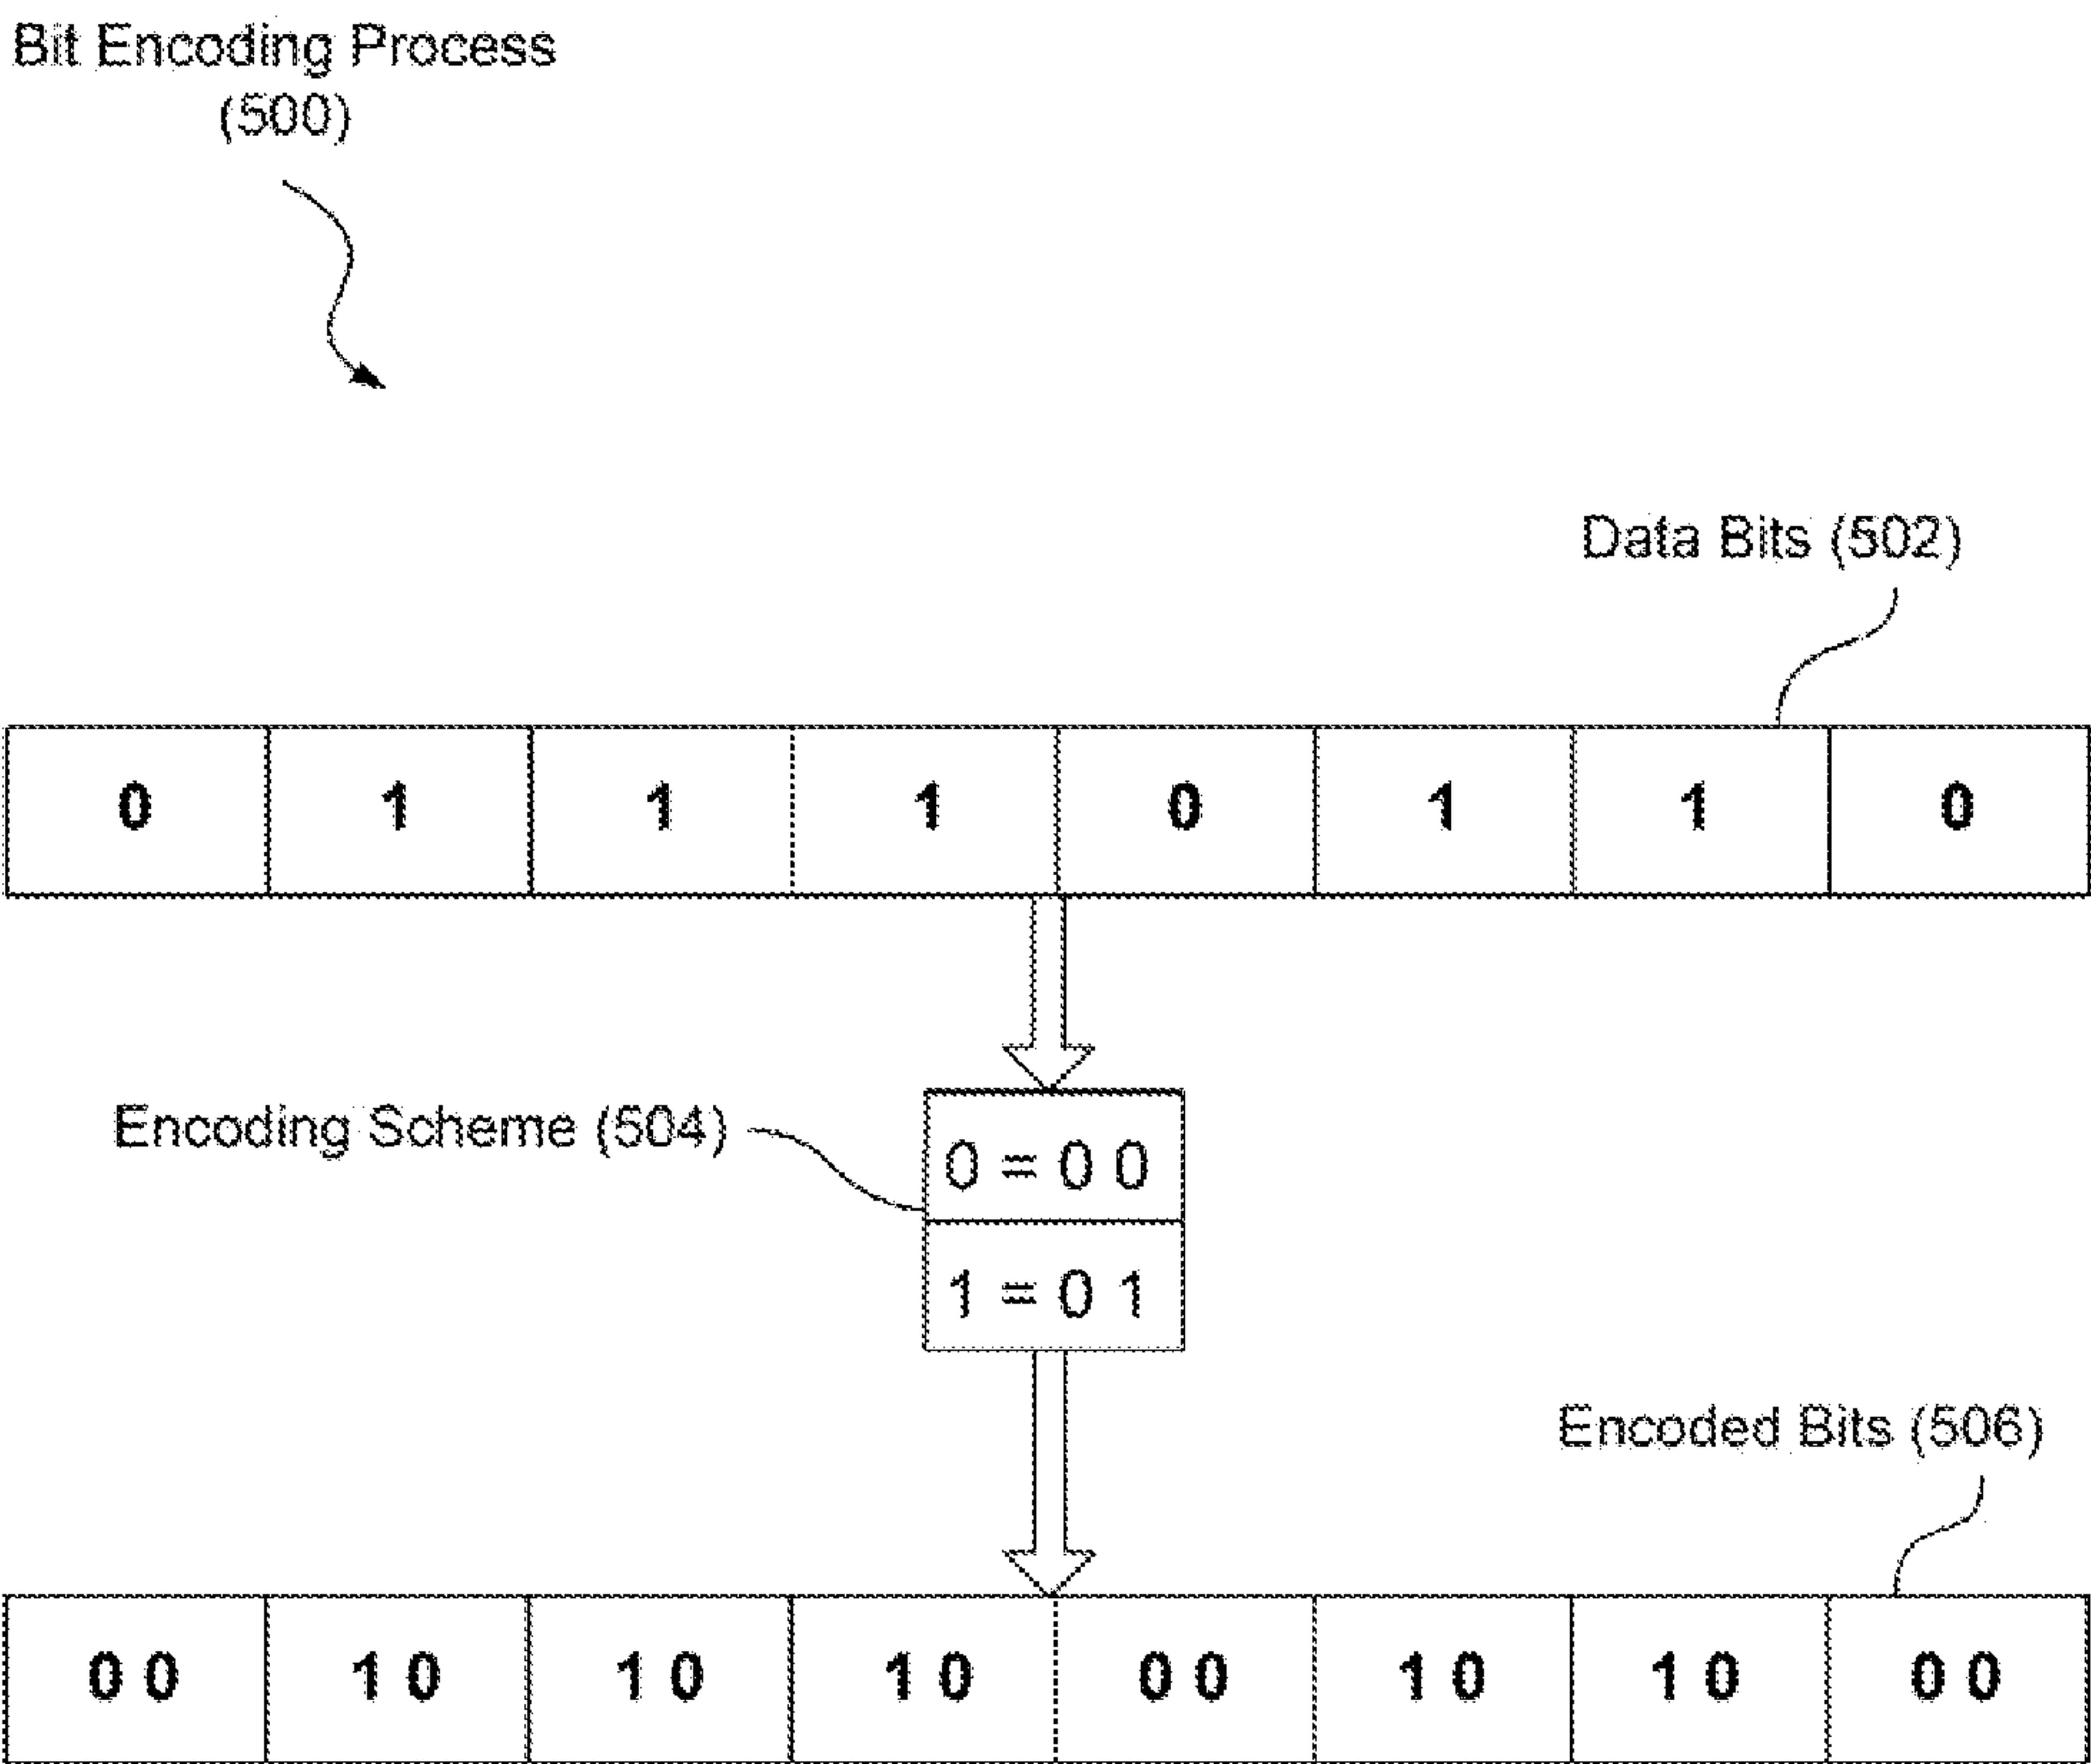 Bit Encoding Process
(500)
Data Bits (502)
0 1 1 1 0 1 1 0
Encoding Scheme (504)
0 = 0 0
1 = 0 1
Encoded Bits (506)
0 0 1 0 1 0 1 0 0 0 1 0 1 0 0 0